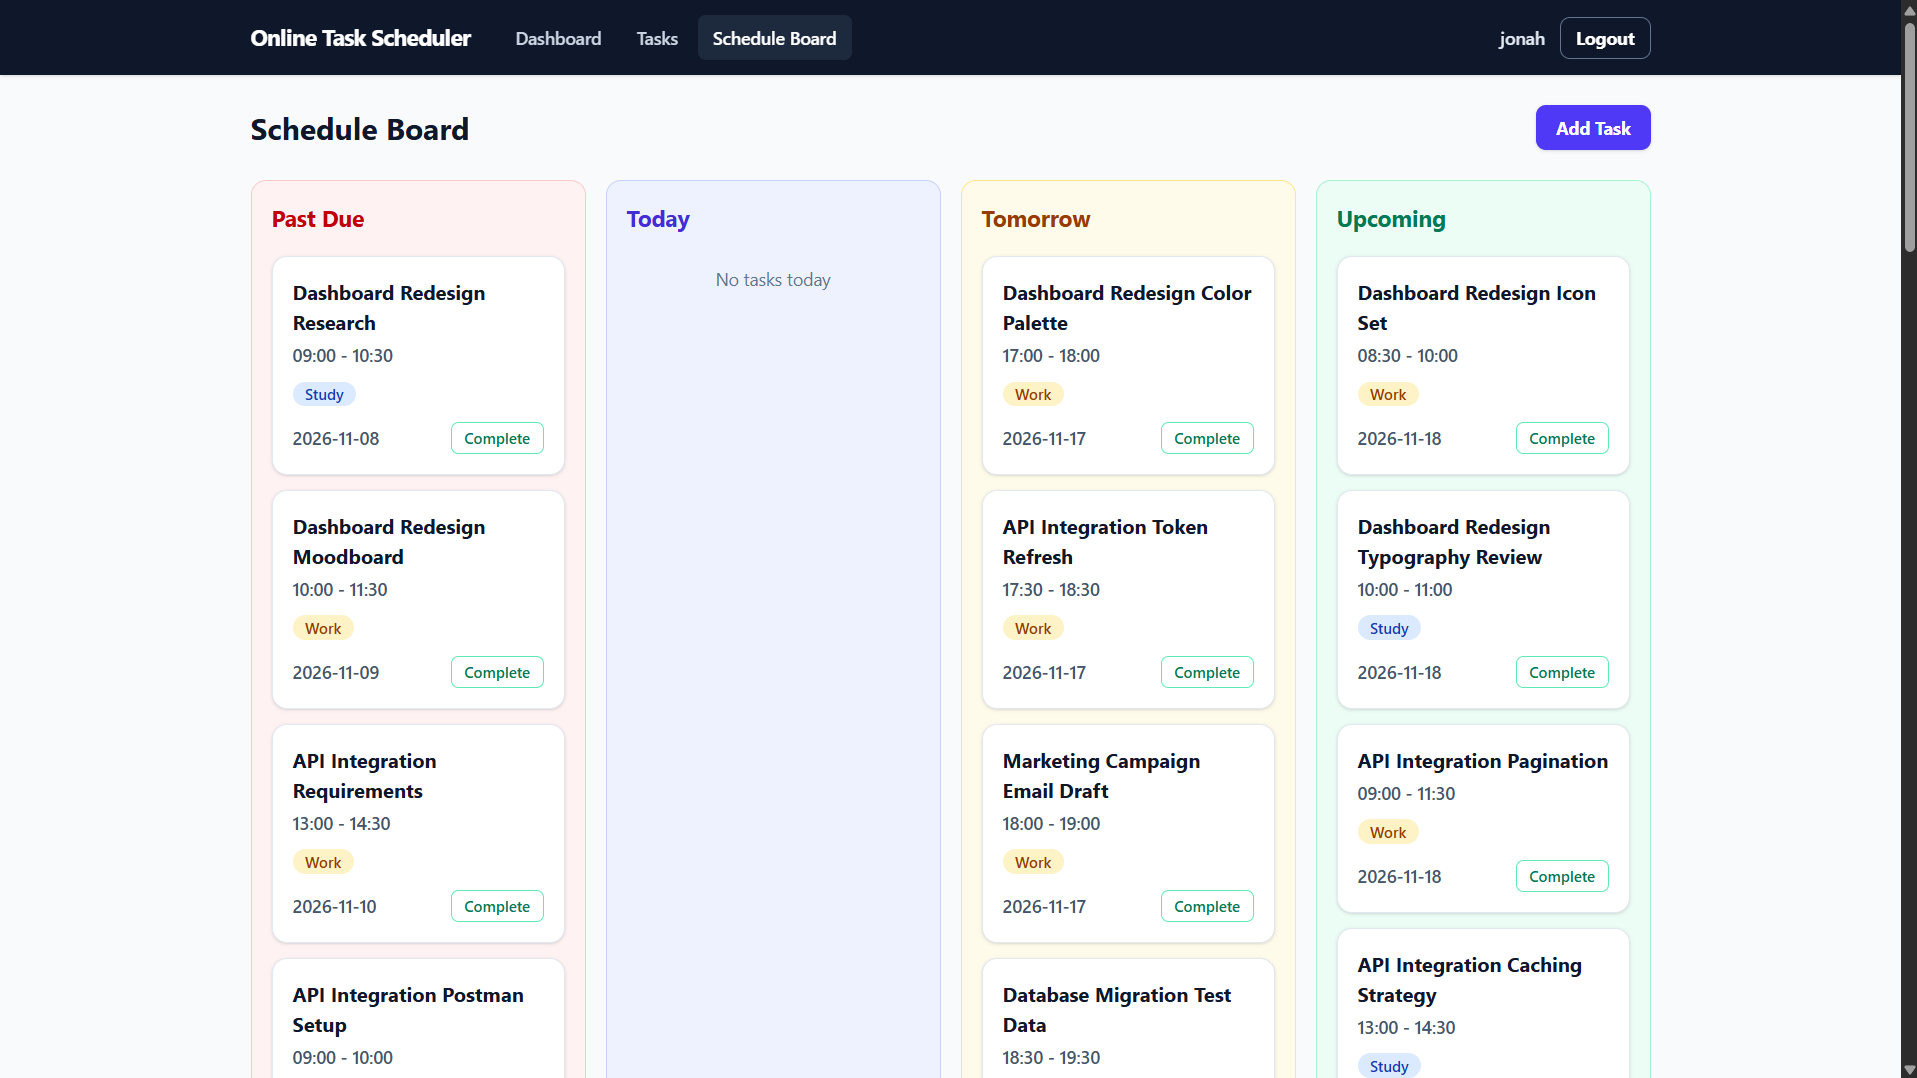 Online Task Scheduler
Dashboard
Tasks
Schedule Board
jonah
Logout
Schedule Board
Add Task
Past Due
Dashboard Redesign
Research
09:00 - 10:30
Study
2026-11-08
Complete
Dashboard Redesign
Moodboard
10:00 - 11:30
Work
2026-11-09
Complete
API Integration
Requirements
13:00 - 14:30
Work
2026-11-10
Complete
API Integration Postman
Setup
09:00 - 10:00
Today
No tasks today
Tomorrow
Dashboard Redesign Color
Palette
17:00 - 18:00
Work
2026-11-17
Complete
API Integration Token
Refresh
17:30 - 18:30
Work
2026-11-17
Complete
Marketing Campaign
Email Draft
18:00 - 19:00
Work
2026-11-17
Complete
Database Migration Test
Data
18:30 - 19:30
Upcoming
Dashboard Redesign Icon
Set
08:30 - 10:00
Work
2026-11-18
Complete
Dashboard Redesign
Typography Review
10:00 - 11:00
Study
2026-11-18
Complete
API Integration Pagination
09:00 - 11:30
Work
2026-11-18
Complete
API Integration Caching
Strategy
13:00 - 14:30
Study